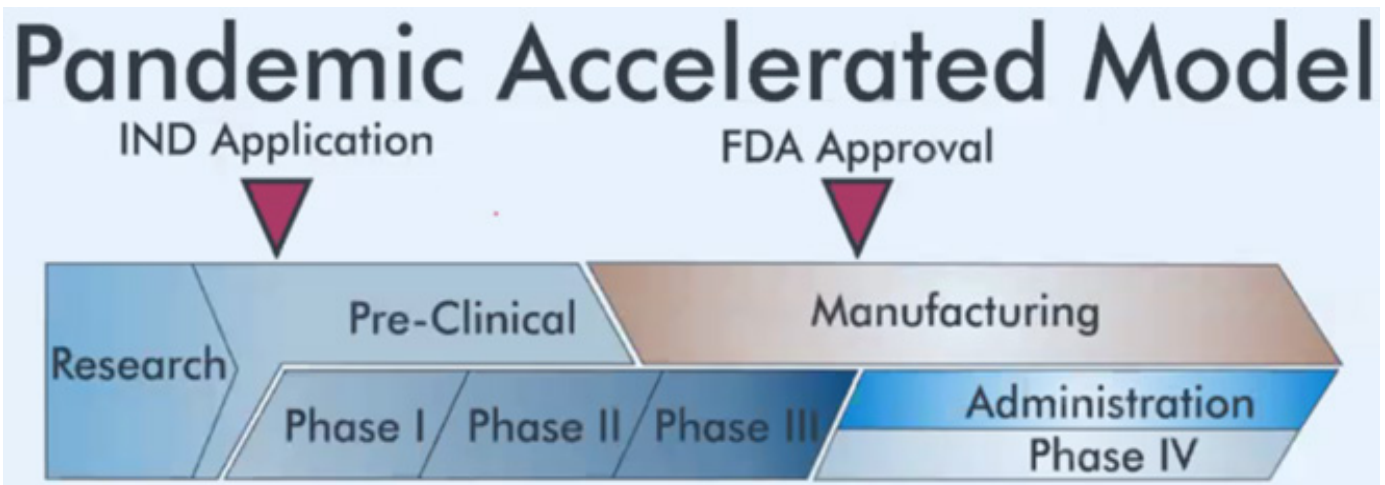 Pandemic Accelerated Model
IND Application
FDA Approval
Research
Pre-Clinical
Manufacturing
Phase I
Phase II
Phase III
Administration
Phase IV